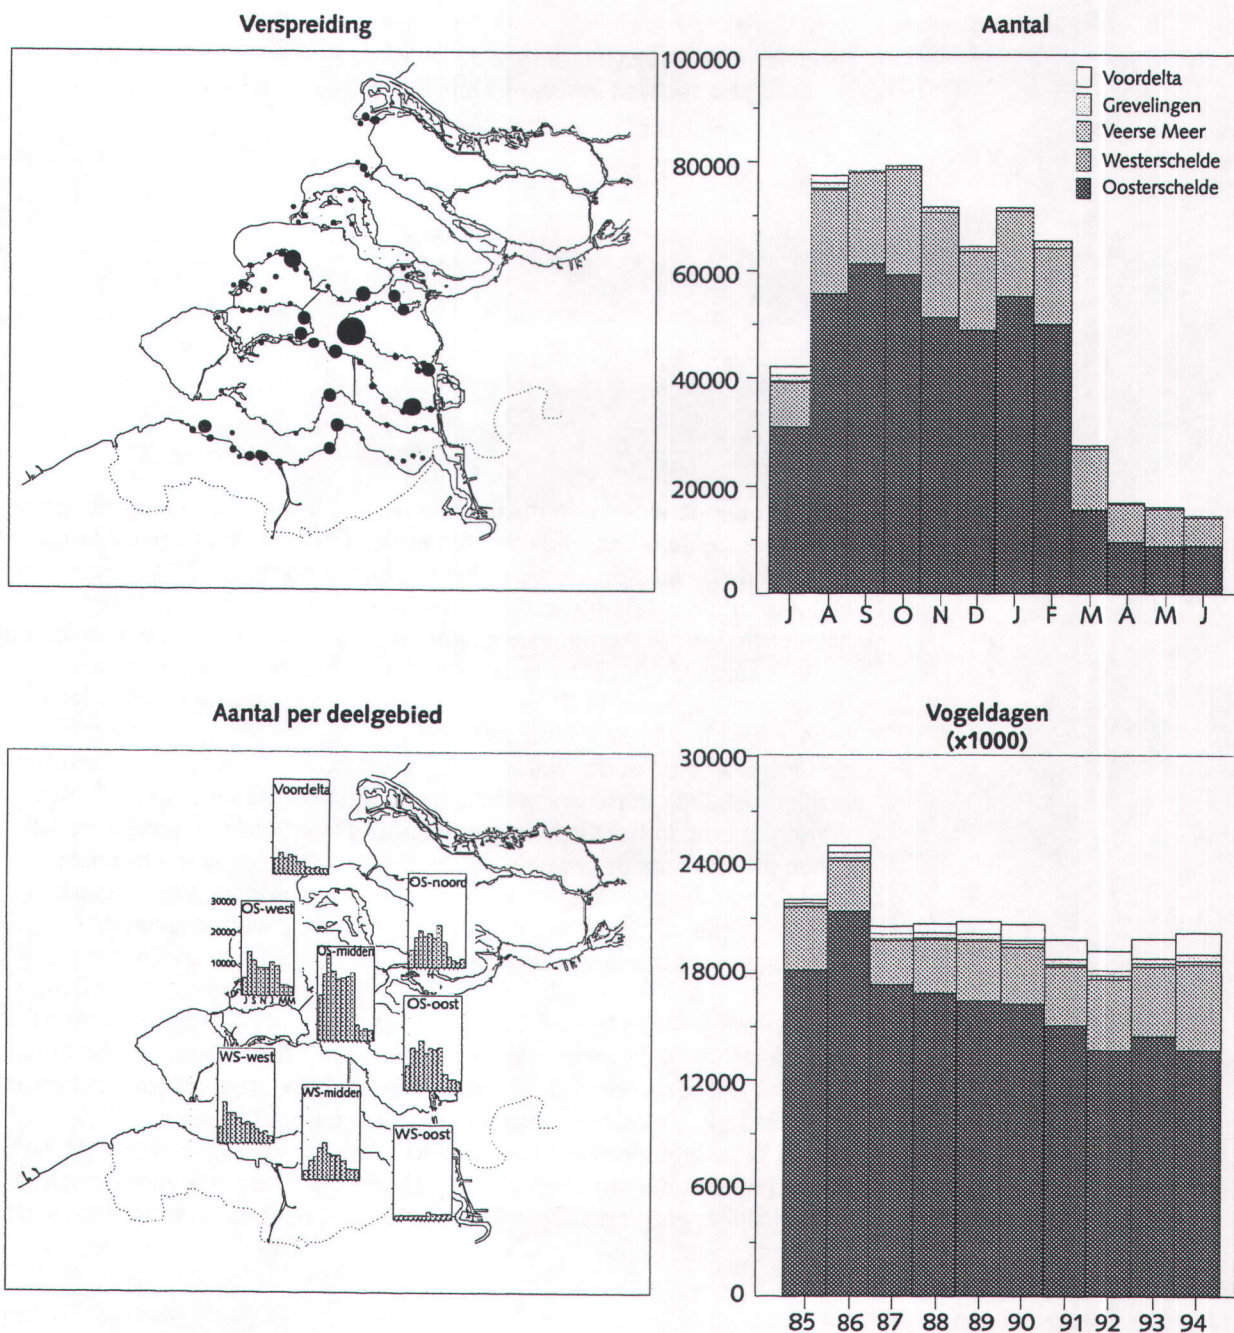 Verspreiding
Aantal
100000
80000
60000
40000
20000
0
Voordelta
Grevelingen
Veerse Meer
Westerschelde
Oosterschelde
J A S O N D J F M A M J
Aantal per deelgebied
Voordelta
OS-noord
30000
20000
10000
OS-west
J S N J M M
OS-midden
OS-oost
WS-west
WS-midden
WS-oost
Vogeldagen
(x1000)
30000
24000
18000
12000
6000
0
85 86 87 88 89 90 91 92 93 94